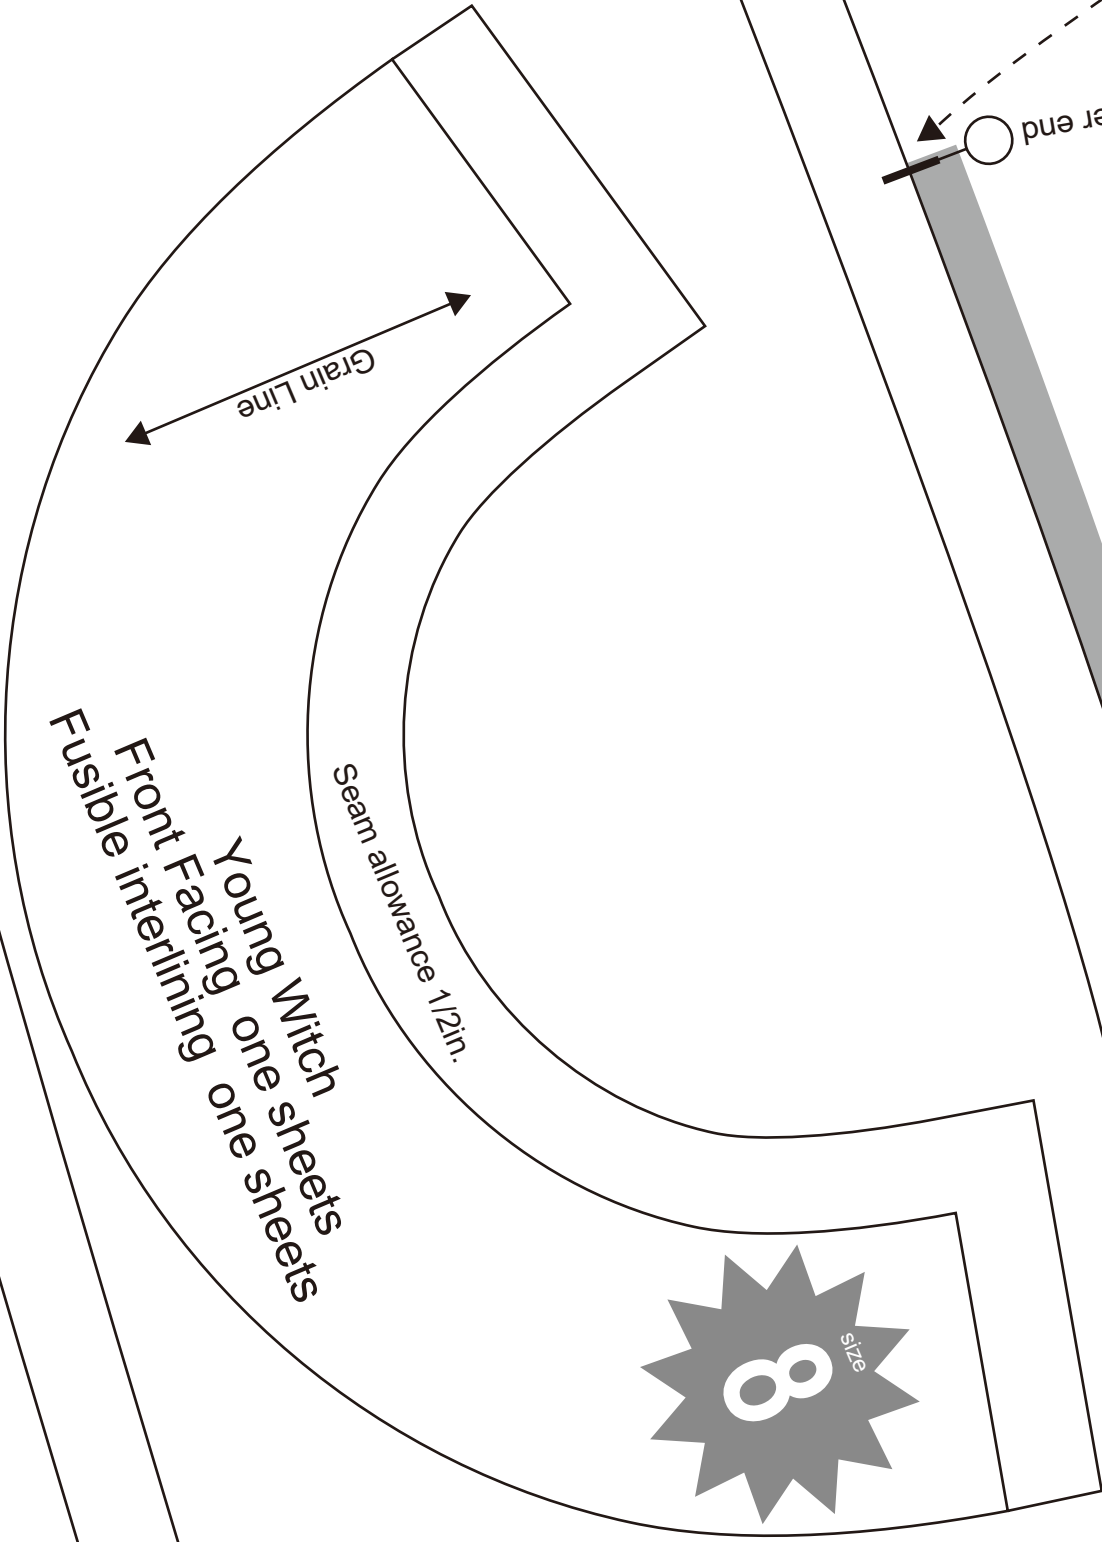 er end
Grain Line
Seam allowance 1/2in.
Young Witch
Front Facing one sheets
Fusible interlining one sheets
size
8